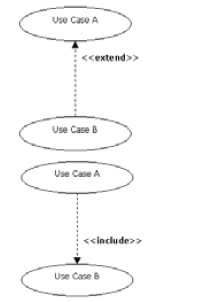 Use Case A
<<extend>>
Use Case B
Use Case A
<<include>>
Use Case B